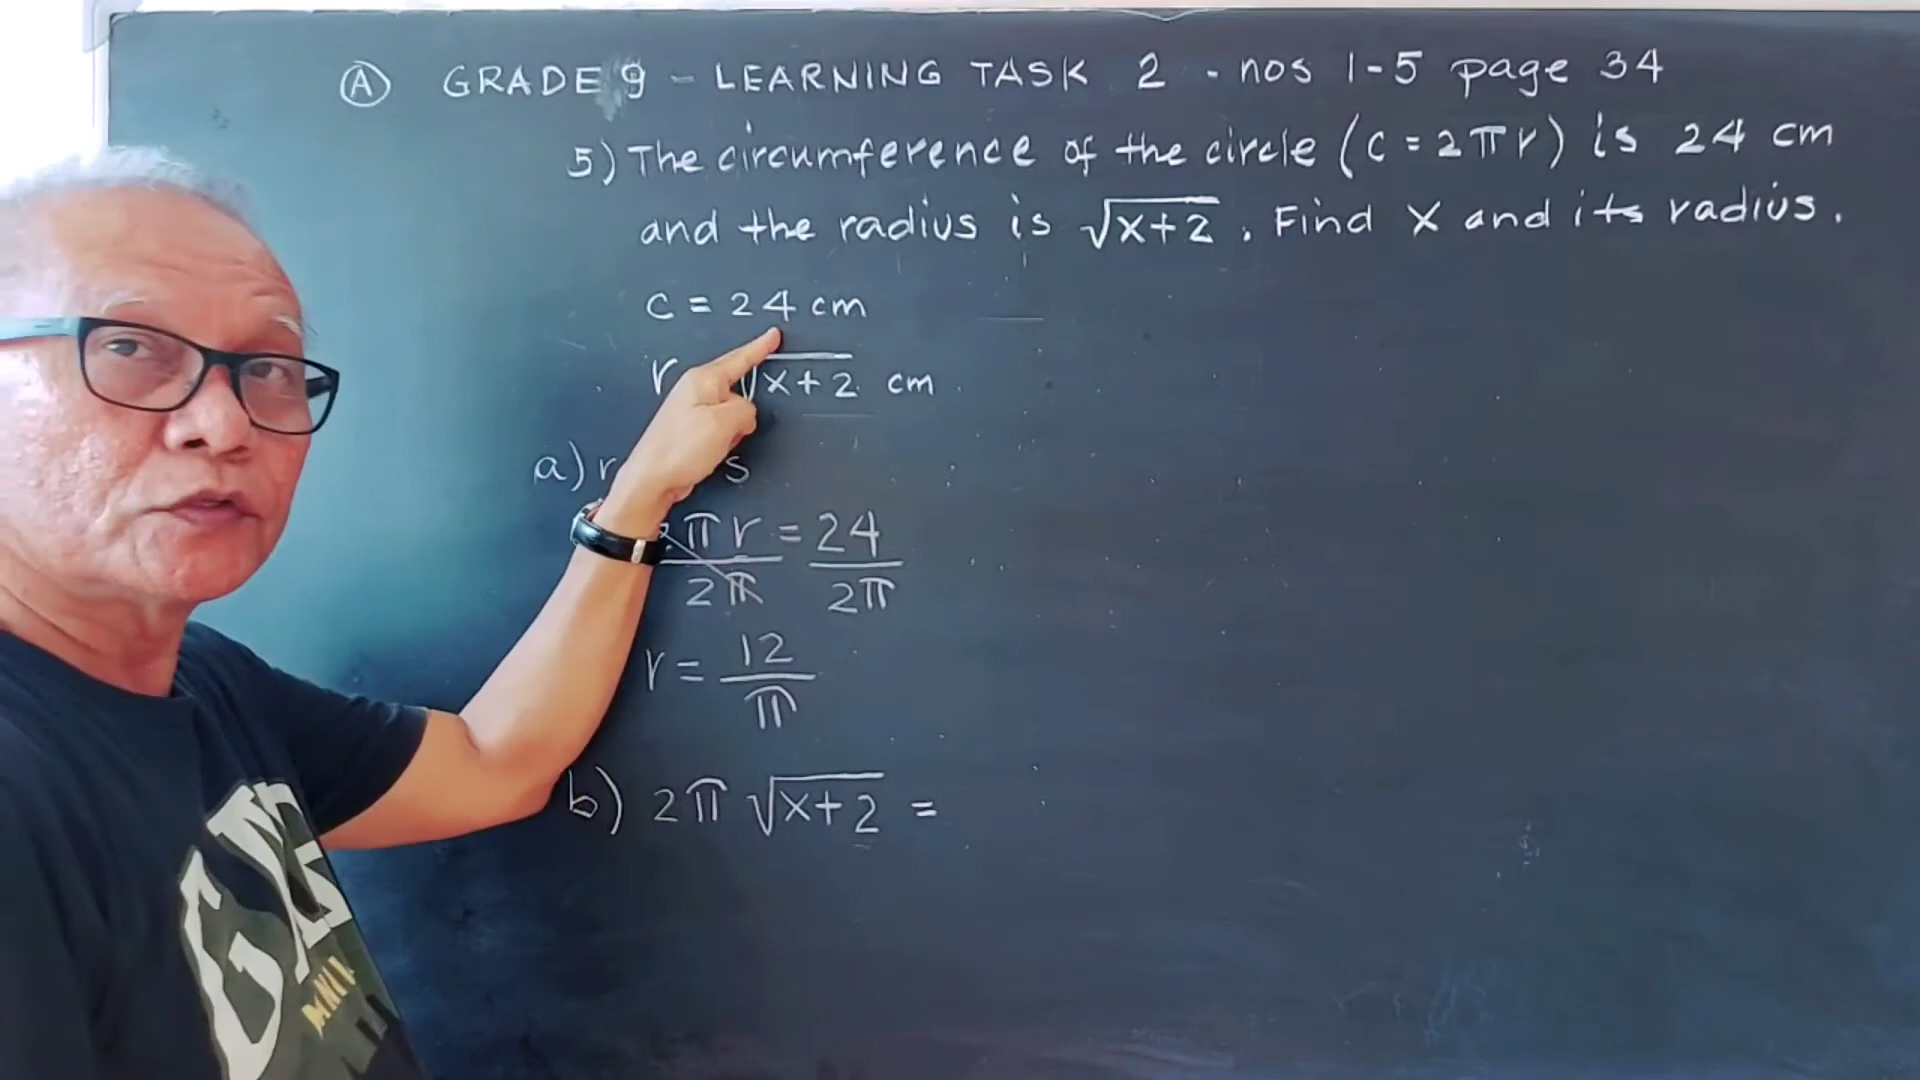 Ⓐ GRADE 9 - LEARNING TASK 2 - nos 1-5 page 34
5) The circumference of the circle (C = 2πr) is 24 cm
and the radius is √x+2. Find x and its radius.
C = 24 cm
r √x+2 cm
a) r s
πr = 24
2π 2π
r = 12
π
b) 2π √x+2 =